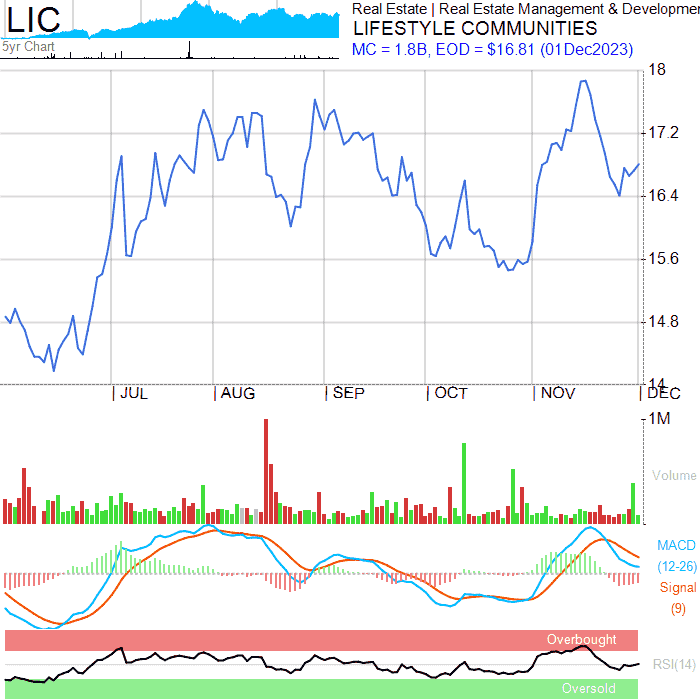 LIC
5yr Chart
Real Estate | Real Estate Management & Developmen
LIFESTYLE COMMUNITIES
MC = 1.8B, EOD = $16.81 (01Dec2023)
18
17.2
16.4
15.6
14.8
14
JUL AUG SEP OCT NOV DEC
1M
Volume
MACD
(12-26)
Signal
(9)
Overbought
RSI(14)
Oversold